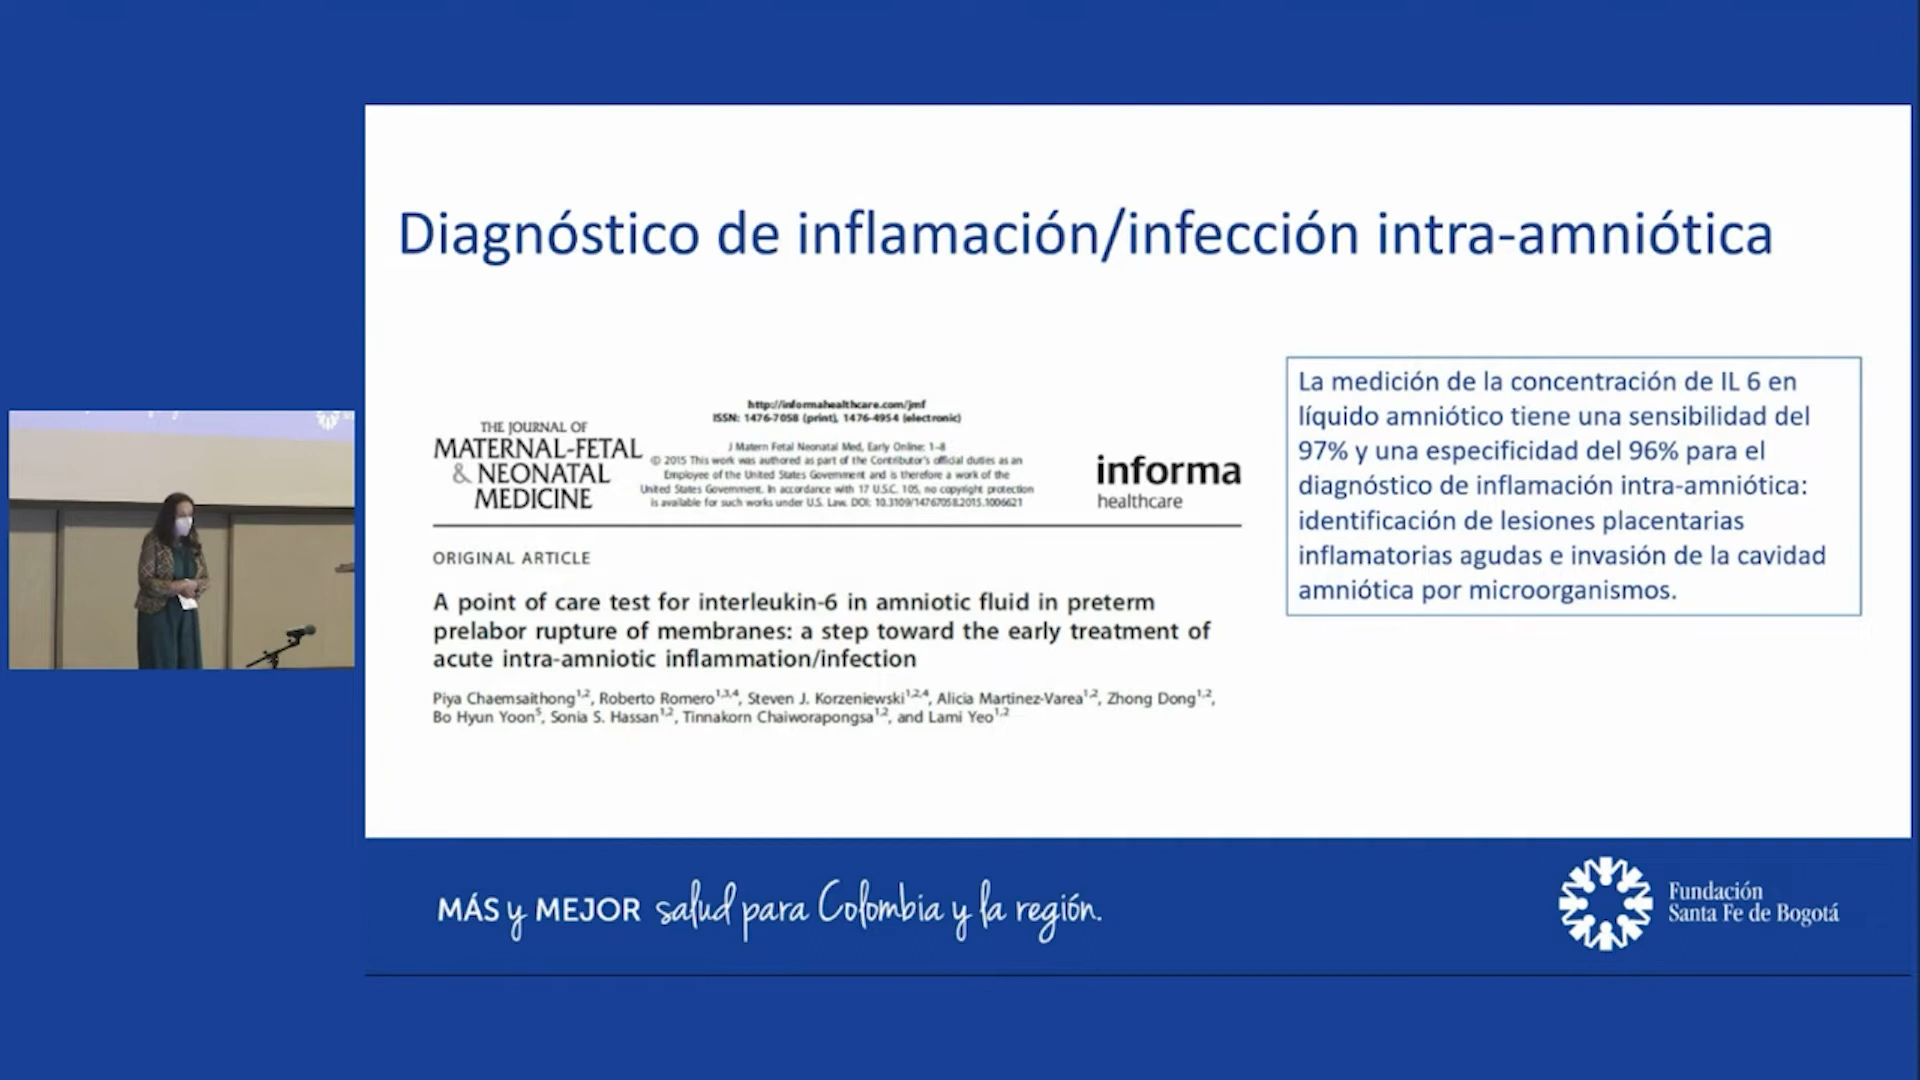 Diagnóstico de inflamación/infección intra-amniótica
THE JOURNAL OF
MATERNAL-FETAL
& NEONATAL
MEDICINE
http://informahealthcare.com/jmf
ISSN: 1476-7058 (print), 1476-4954 (electronic)
J Matern Fetal Neonatal Med, Early Online: 1–8
© 2015 This work was authored as part of the Contributor's official duties as an
Employee of the United States Government and is therefore a work of the
United States Government. In accordance with 17 U.S.C. 105, no copyright protection
is available for such works under U.S. Law. DOI: 10.3109/14767058.2015.1006621
informa
healthcare
ORIGINAL ARTICLE
A point of care test for interleukin-6 in amniotic fluid in preterm
prelabor rupture of membranes: a step toward the early treatment of
acute intra-amniotic inflammation/infection
Piya Chaemsaithong1,2, Roberto Romero1,3,4, Steven J. Korzeniewski1,2,4, Alicia Martinez-Varea1,2, Zhong Dong1,2,
Bo Hyun Yoon5, Sonia S. Hassan1,2, Tinnakorn Chaiworapongsa1,2, and Lami Yeo1,2
La medición de la concentración de IL 6 en
líquido amniótico tiene una sensibilidad del
97% y una especificidad del 96% para el
diagnóstico de inflamación intra-amniótica:
identificación de lesiones placentarias
inflamatorias agudas e invasión de la cavidad
amniótica por microorganismos.
MÁS y MEJOR salud para Colombia y la región.
Fundación
Santa Fe de Bogotá